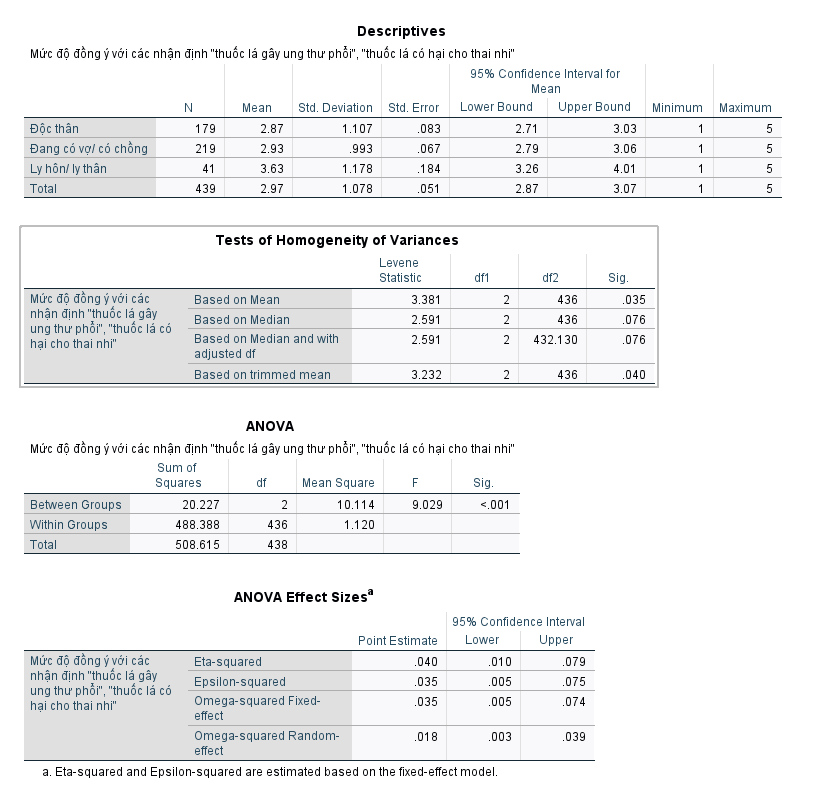 Descriptives
Mức độ đồng ý với các nhận định "thuốc lá gây ung thư phổi", "thuốc lá có hại cho thai nhi"
95% Confidence Interval for
Mean
N Mean Std. Deviation Std. Error Lower Bound Upper Bound Minimum Maximum
Độc thân 179 2.87 1.107 .083 2.71 3.03 1 5
Đang có vợ/ có chồng 219 2.93 .993 .067 2.79 3.06 1 5
Ly hôn/ ly thân 41 3.63 1.178 .184 3.26 4.01 1 5
Total 439 2.97 1.078 .051 2.87 3.07 1 5
Tests of Homogeneity of Variances
Levene
Statistic df1 df2 Sig.
Mức độ đồng ý với các Based on Mean 3.381 2 436 .035
nhận định "thuốc lá gây Based on Median 2.591 2 436 .076
ung thư phổi", "thuốc lá có Based on Median and with 2.591 2 432.130 .076
hại cho thai nhi" adjusted df
Based on trimmed mean 3.232 2 436 .040
ANOVA
Mức độ đồng ý với các nhận định "thuốc lá gây ung thư phổi", "thuốc lá có hại cho thai nhi"
Sum of
Squares df Mean Square F Sig.
Between Groups 20.227 2 10.114 9.029 <.001
Within Groups 488.388 436 1.120
Total 508.615 438
ANOVA Effect Sizesª
95% Confidence Interval
Point Estimate Lower Upper
Mức độ đồng ý với các Eta-squared .040 .010 .079
nhận định "thuốc lá gây Epsilon-squared .035 .005 .075
ung thư phổi", "thuốc lá có Omega-squared Fixed- .035 .005 .074
hại cho thai nhi" effect
Omega-squared Random- .018 .003 .039
effect
a. Eta-squared and Epsilon-squared are estimated based on the fixed-effect model.